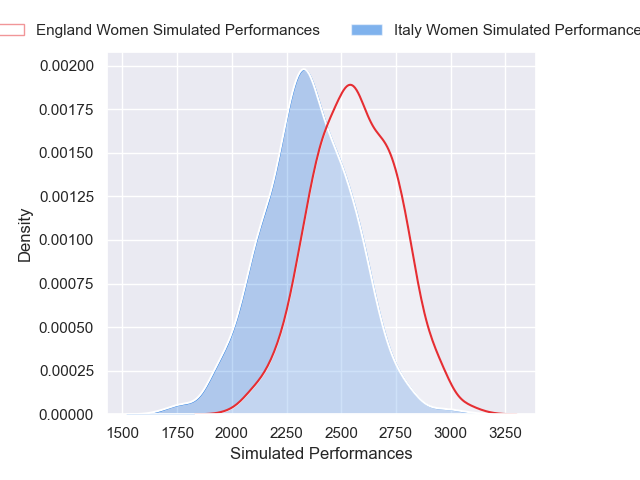 England Women Simulated Performances Italy Women Simulated Performance
0.00200
0.00175
0.00150
0.00125
0.00100
0.00075
0.00050
0.00025
0.00000
Density
1500 1750 2000 2250 2500 2750 3000 3250
Simulated Performances